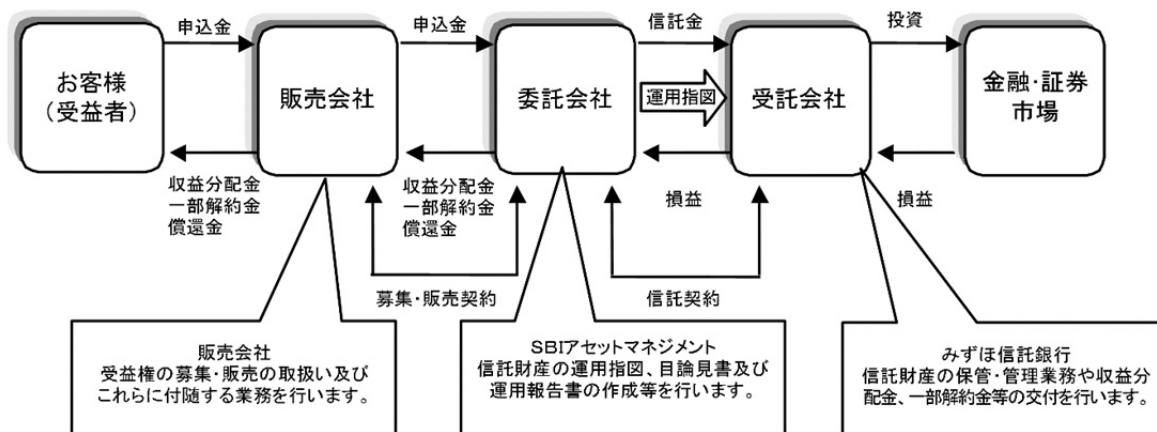 申込金
申込金
信託金
投資
お客様
(受益者)
販売会社
委託会社
運用指図
受託会社
金融・証券
市場
収益分配金
一部解約金
償還金
収益分配金
一部解約金
償還金
損益
損益
募集・販売契約
信託契約
販売会社
受益権の募集・販売の取扱い及び
これらに付随する業務を行います。
SBIアセットマネジメント
信託財産の運用指図、目論見書及び
運用報告書の作成等を行います。
みずほ信託銀行
信託財産の保管・管理業務や収益分
配金、一部解約金等の交付を行います。